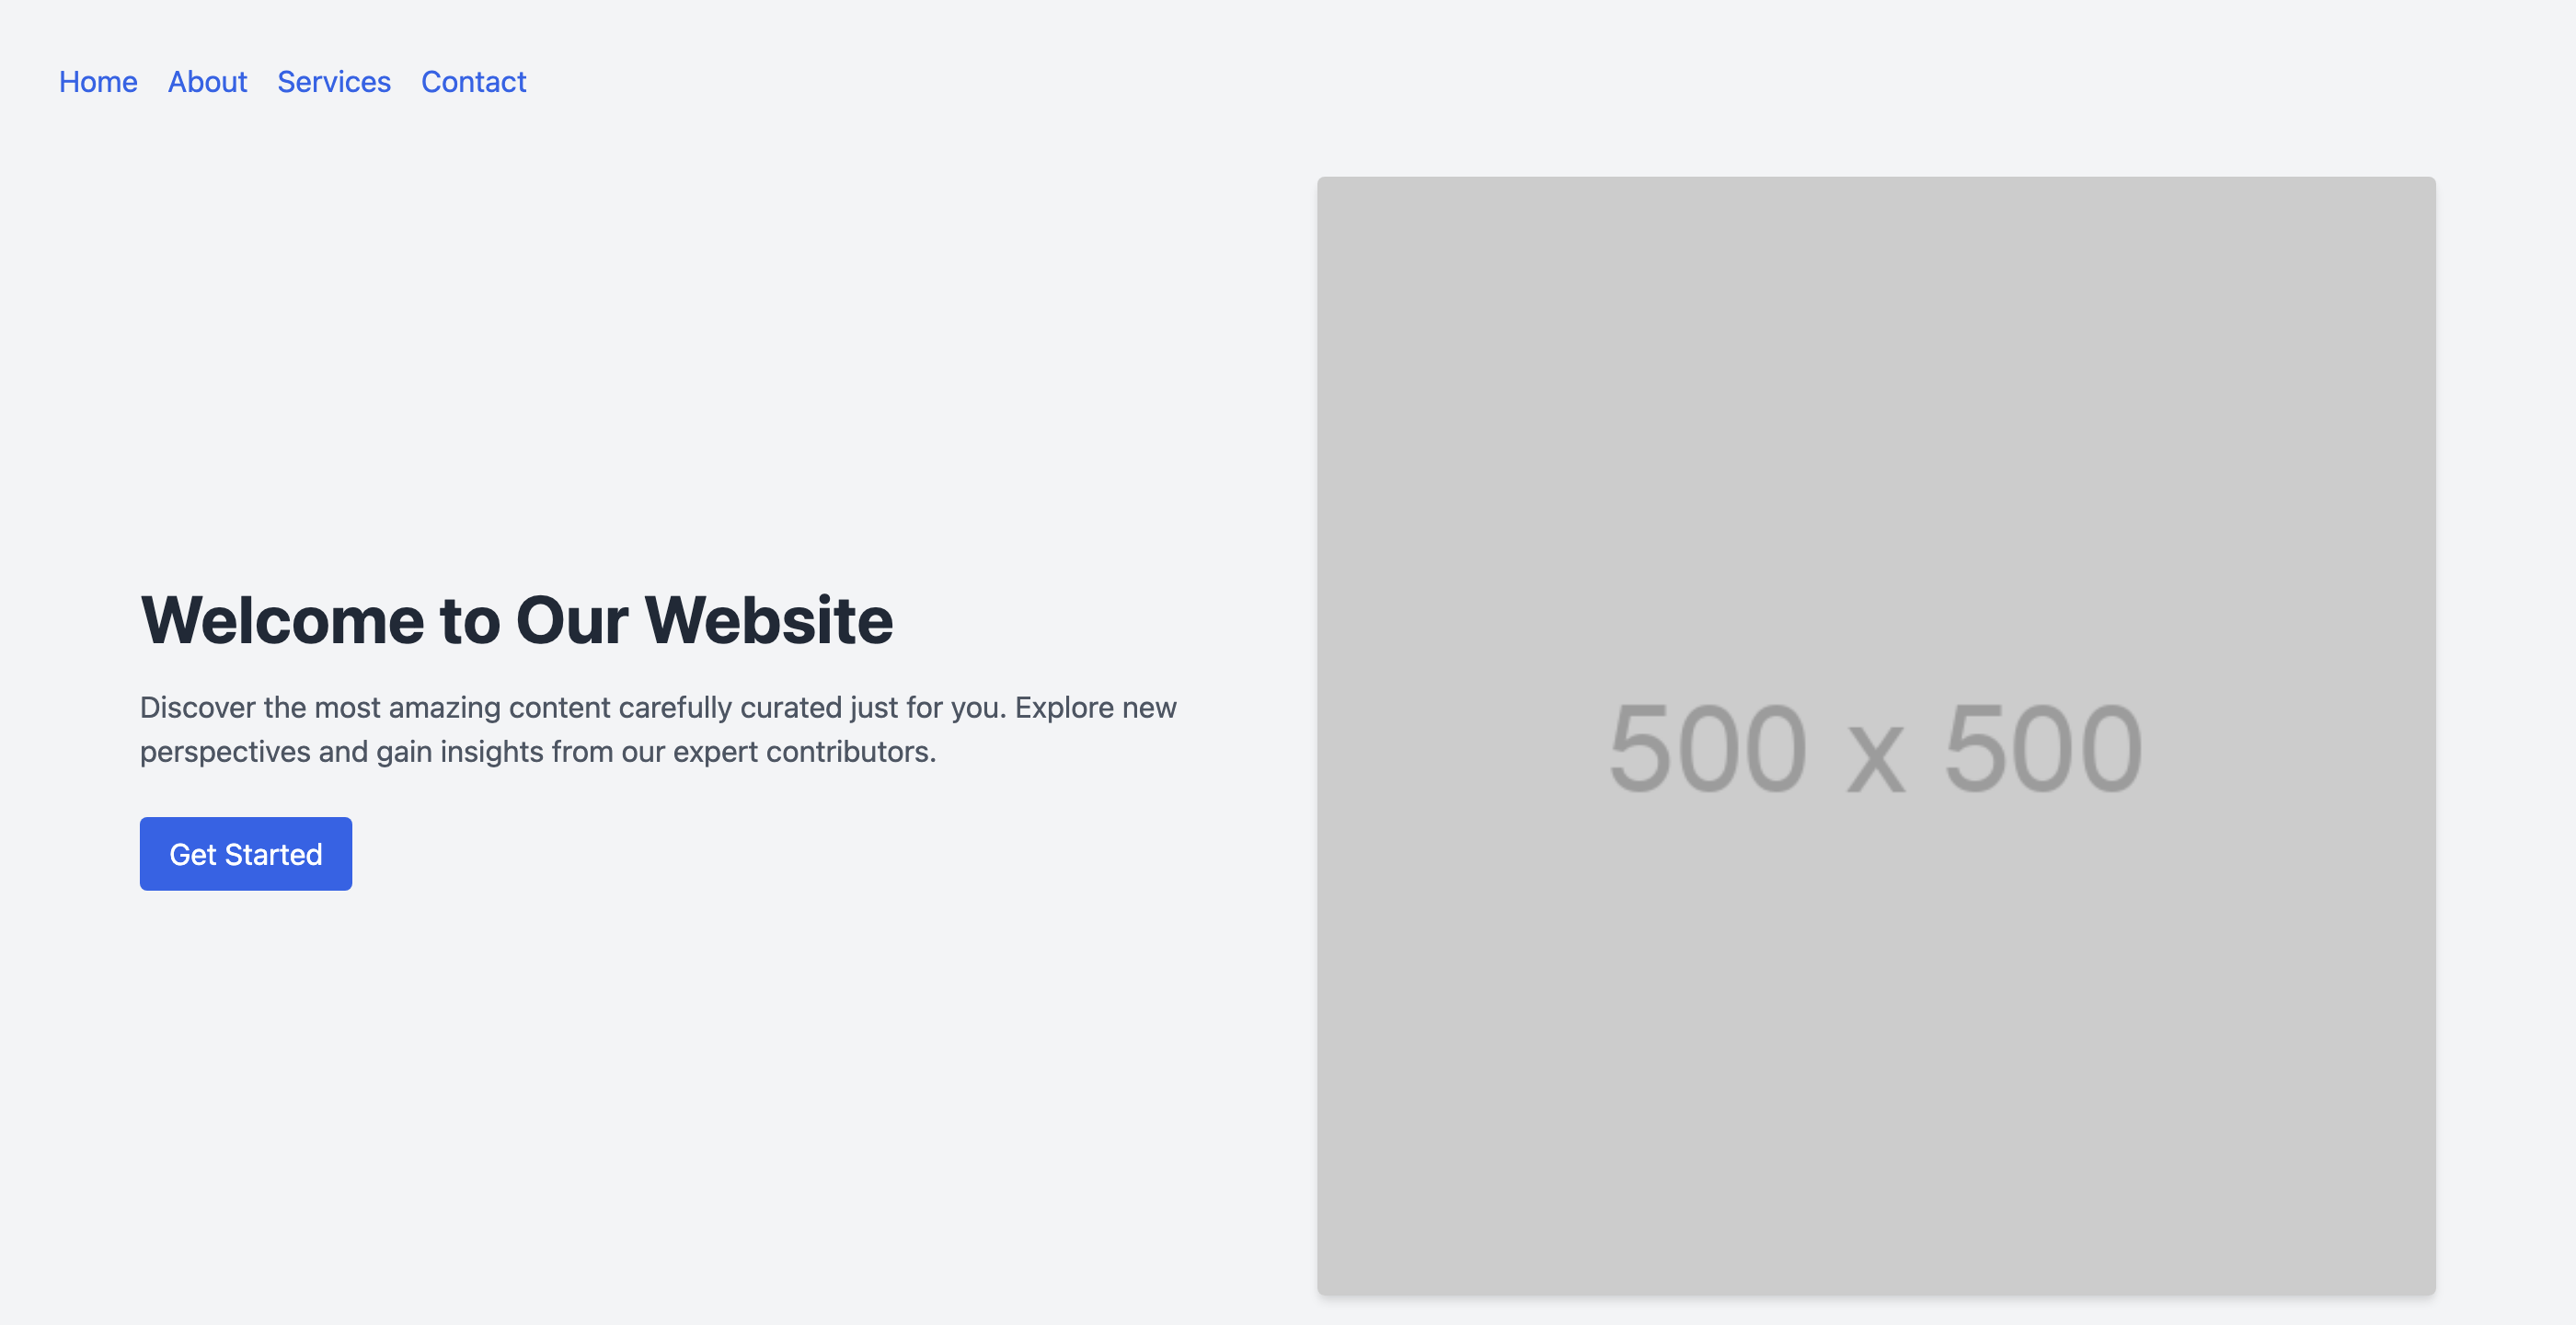 Home About Services Contact
Welcome to Our Website
Discover the most amazing content carefully curated just for you. Explore new
perspectives and gain insights from our expert contributors.
Get Started
500 x 500